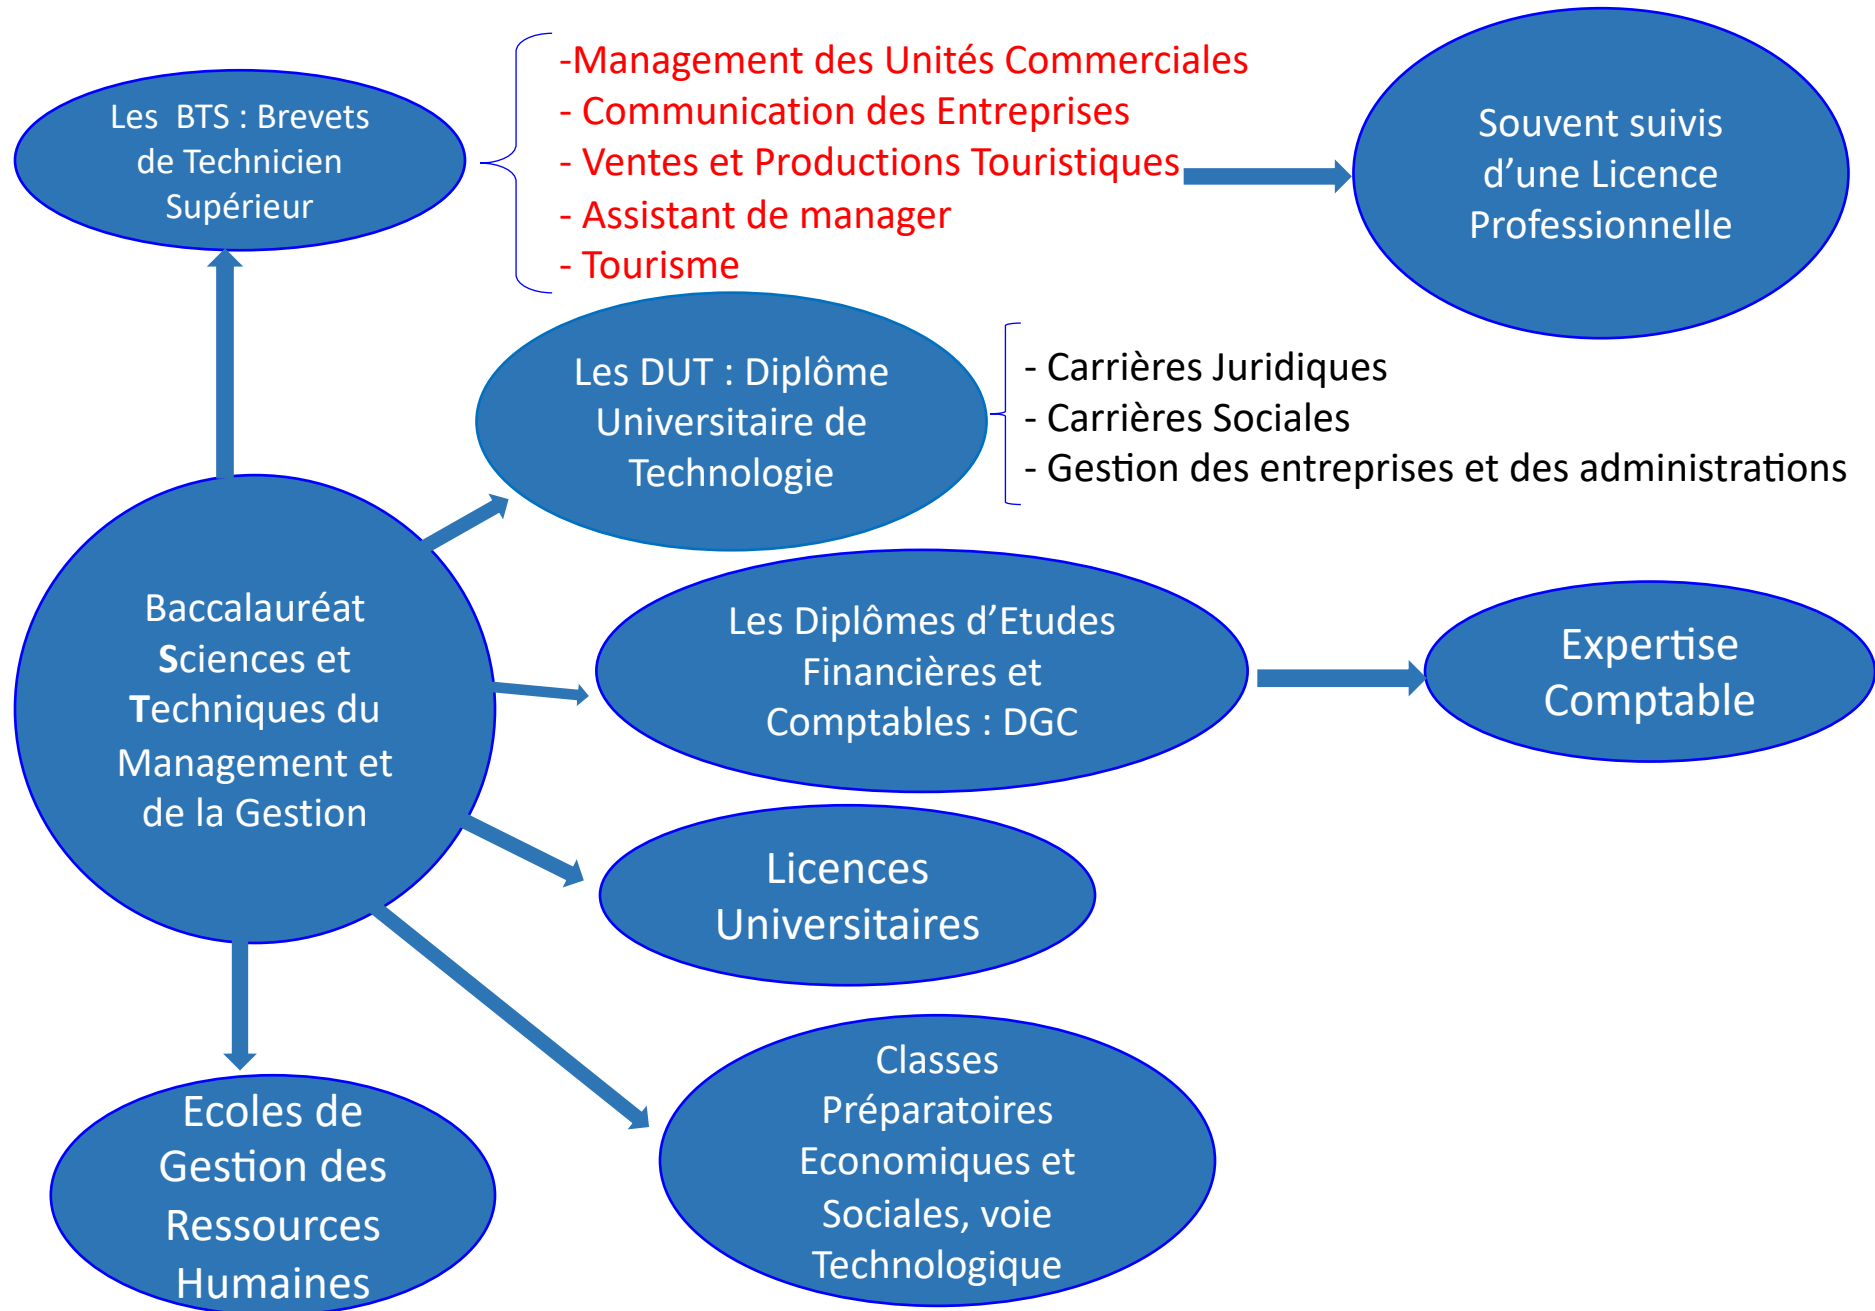 Les BTS : Brevets
de Technicien
Supérieur
-Management des Unités Commerciales
- Communication des Entreprises
- Ventes et Productions Touristiques
- Assistant de manager
- Tourisme
Souvent suivis
d’une Licence
Professionnelle
Les DUT : Diplôme
Universitaire de
Technologie
- Carrières Juridiques
- Carrières Sociales
- Gestion des entreprises et des administrations
Baccalauréat
Sciences et
Techniques du
Management et
de la Gestion
Les Diplômes d’Etudes
Financières et
Comptables : DGC
Expertise
Comptable
Licences
Universitaires
Classes
Préparatoires
Economiques et
Sociales, voie
Technologique
Ecoles de
Gestion des
Ressources
Humaines